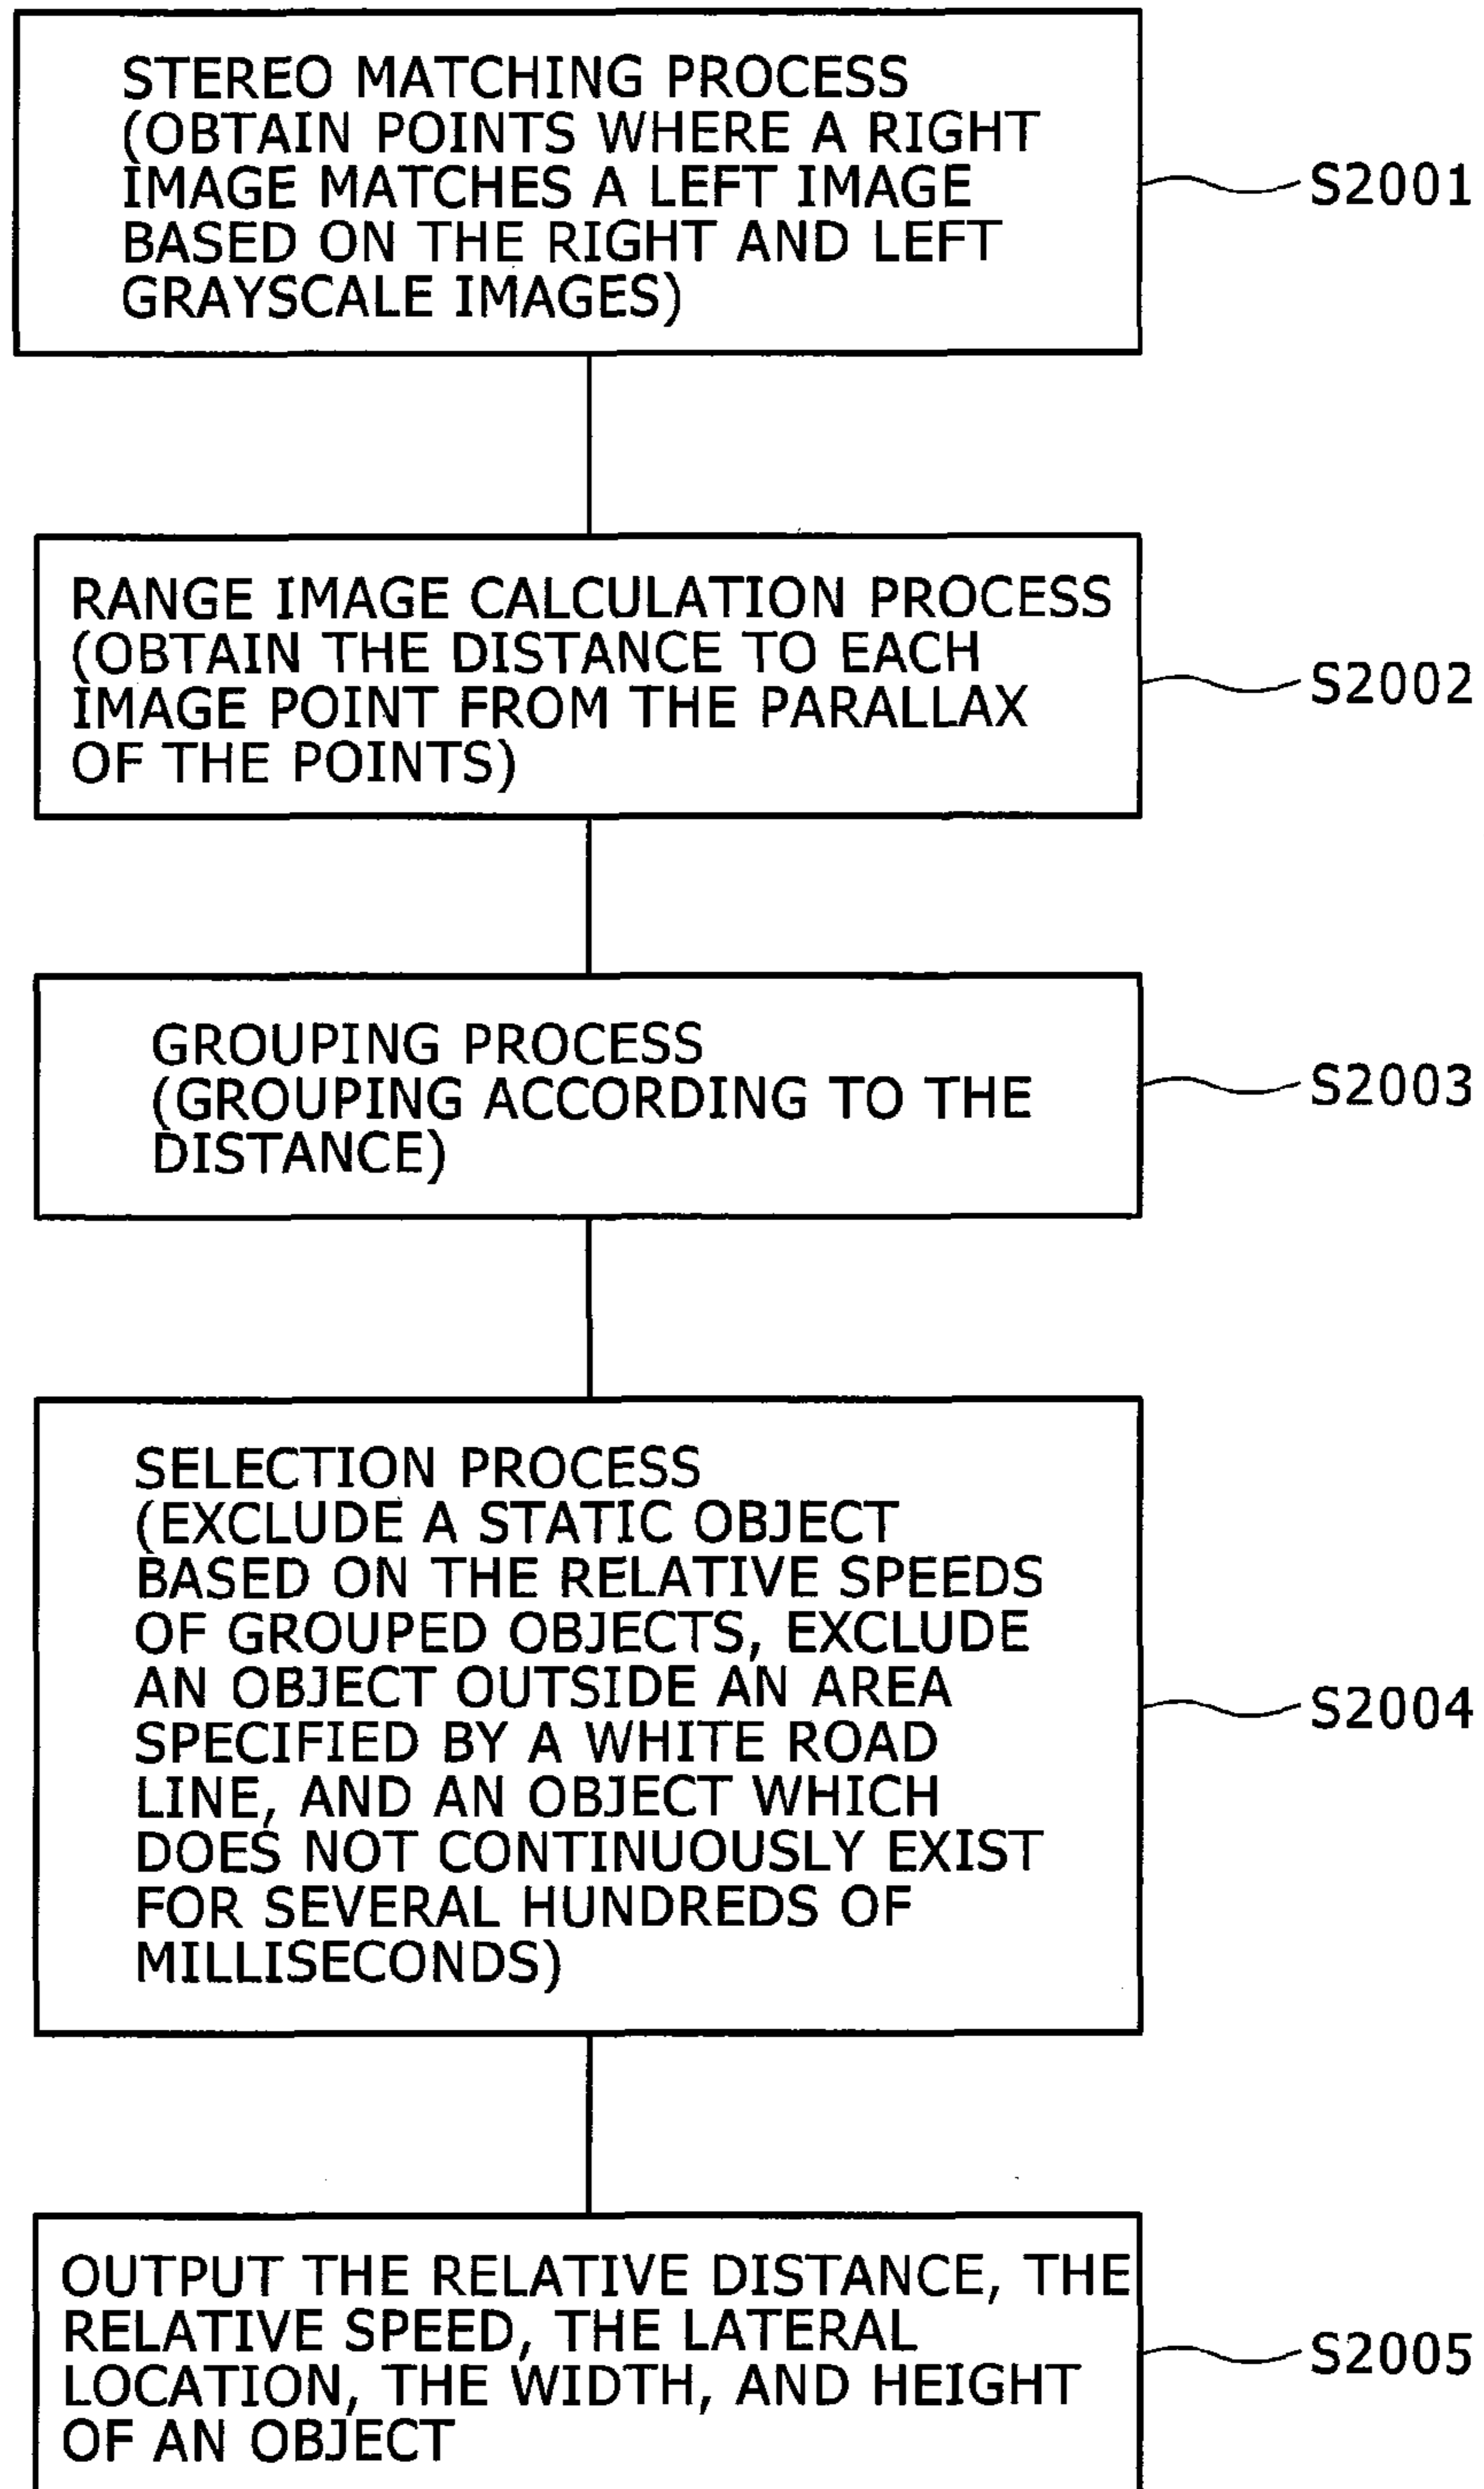 STEREO MATCHING PROCESS
(OBTAIN POINTS WHERE A RIGHT
IMAGE MATCHES A LEFT IMAGE
BASED ON THE RIGHT AND LEFT
GRAYSCALE IMAGES)
S2001
RANGE IMAGE CALCULATION PROCESS
(OBTAIN THE DISTANCE TO EACH
IMAGE POINT FROM THE PARALLAX
OF THE POINTS)
S2002
GROUPING PROCESS
(GROUPING ACCORDING TO THE
DISTANCE)
S2003
SELECTION PROCESS
(EXCLUDE A STATIC OBJECT
BASED ON THE RELATIVE SPEEDS
OF GROUPED OBJECTS, EXCLUDE
AN OBJECT OUTSIDE AN AREA
SPECIFIED BY A WHITE ROAD
LINE, AND AN OBJECT WHICH
DOES NOT CONTINUOUSLY EXIST
FOR SEVERAL HUNDREDS OF
MILLISECONDS)
S2004
OUTPUT THE RELATIVE DISTANCE, THE
RELATIVE SPEED, THE LATERAL
LOCATION, THE WIDTH, AND HEIGHT
OF AN OBJECT
S2005